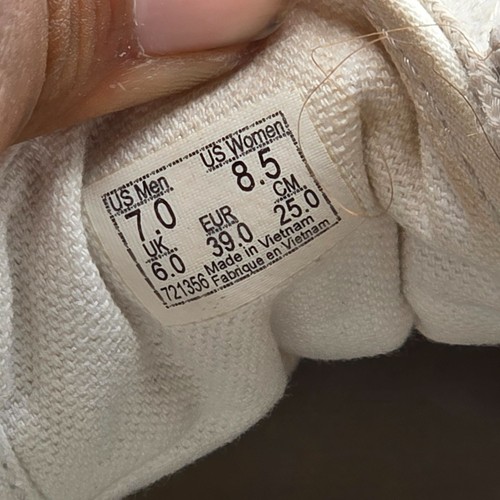 US Men US Women
7.0 8.5
UK EUR CM
6.0 39.0 25.0
Made in Vietnam
721356 Fabrique en Vietnam